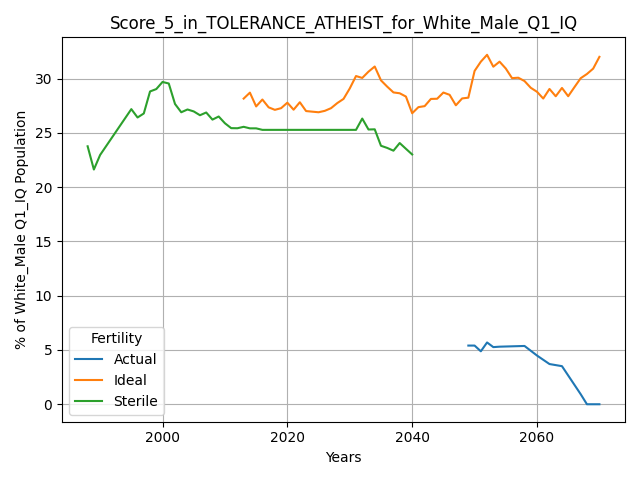 Score_5_in_TOLERANCE_ATHEIST_for_White_Male_Q1_IQ
% of White_Male Q1_IQ Population
30
25
20
15
10
5
0
Fertility
Actual
Ideal
Sterile
2000 2020 2040 2060
Years